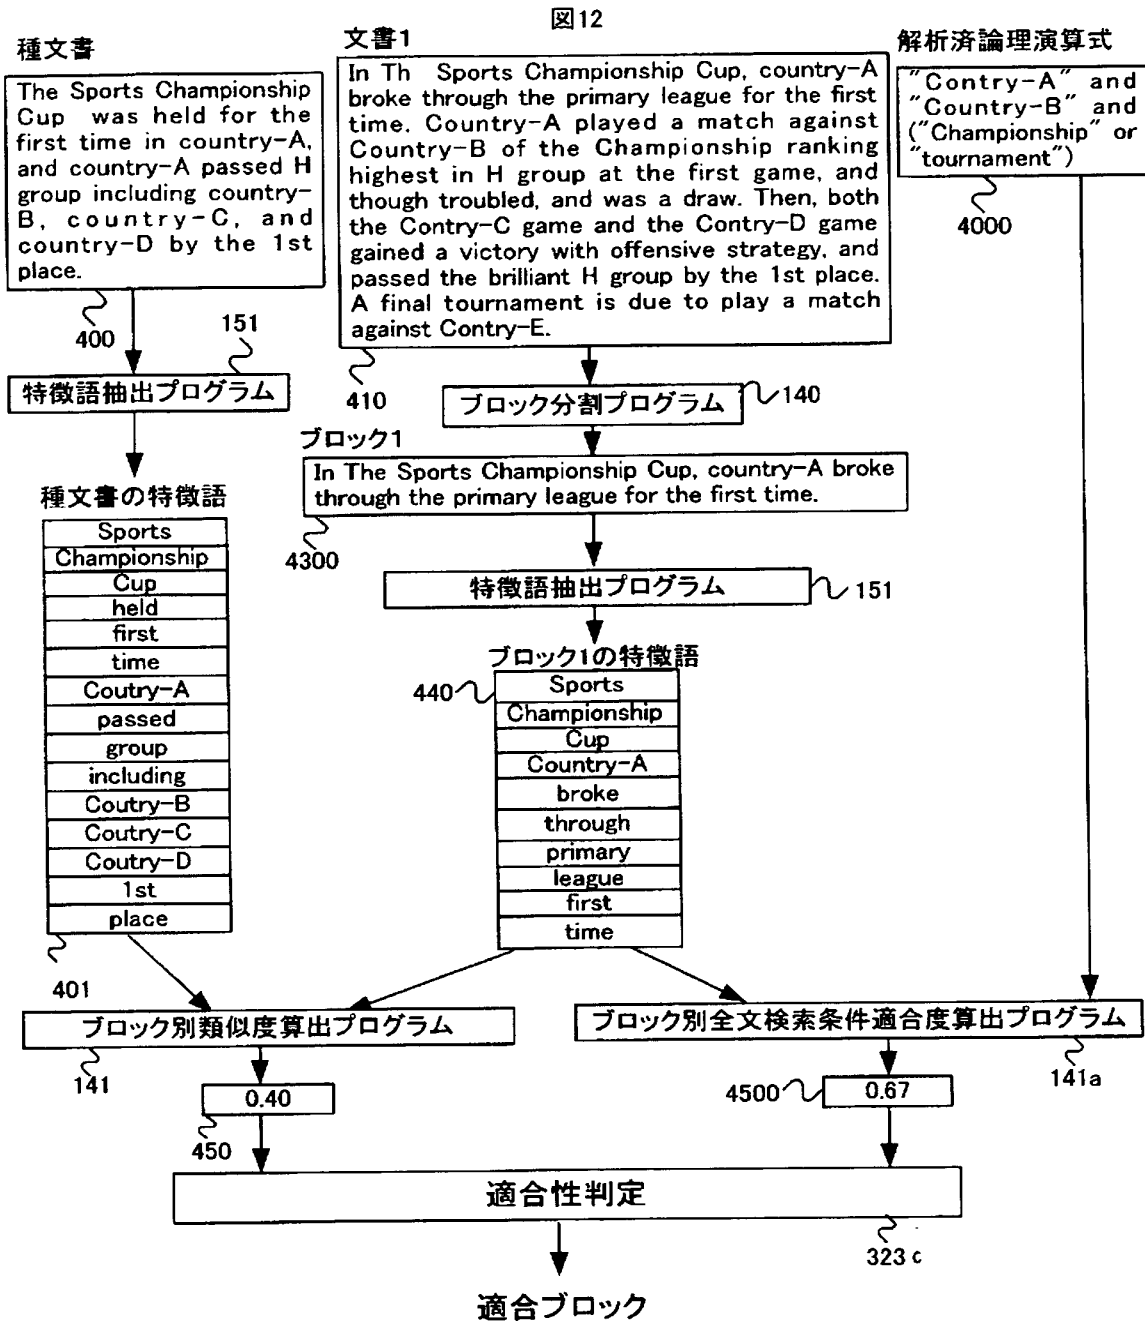 図12
種文書
The Sports Championship
Cup was held for the
first time in country-A,
and country-A passed H
group including country-
B, country-C, and
country-D by the 1st
place.
400
151
特徴語抽出プログラム
種文書の特徴語
Sports
Championship
Cup
held
first
time
Coutry-A
passed
group
including
Coutry-B
Coutry-C
Coutry-D
1st
place
401
文書1
In Th Sports Championship Cup, country-A
broke through the primary league for the first
time. Country-A played a match against
Country-B of the Championship ranking
highest in H group at the first game, and
though troubled, and was a draw. Then, both
the Contry-C game and the Contry-D game
gained a victory with offensive strategy, and
passed the brilliant H group by the 1st place.
A final tournament is due to play a match
against Contry-E.
410
ブロック分割プログラム
140
ブロック1
In The Sports Championship Cup, country-A broke
through the primary league for the first time.
4300
特徴語抽出プログラム
151
ブロック1の特徴語
440
Sports
Championship
Cup
Country-A
broke
through
primary
league
first
time
解析済論理演算式
"Contry-A" and
"Country-B" and
("Championship" or
"tournament")
4000
ブロック別類似度算出プログラム
141
0.40
450
ブロック別全文検索条件適合度算出プログラム
141a
4500
0.67
適合性判定
323c
適合ブロック